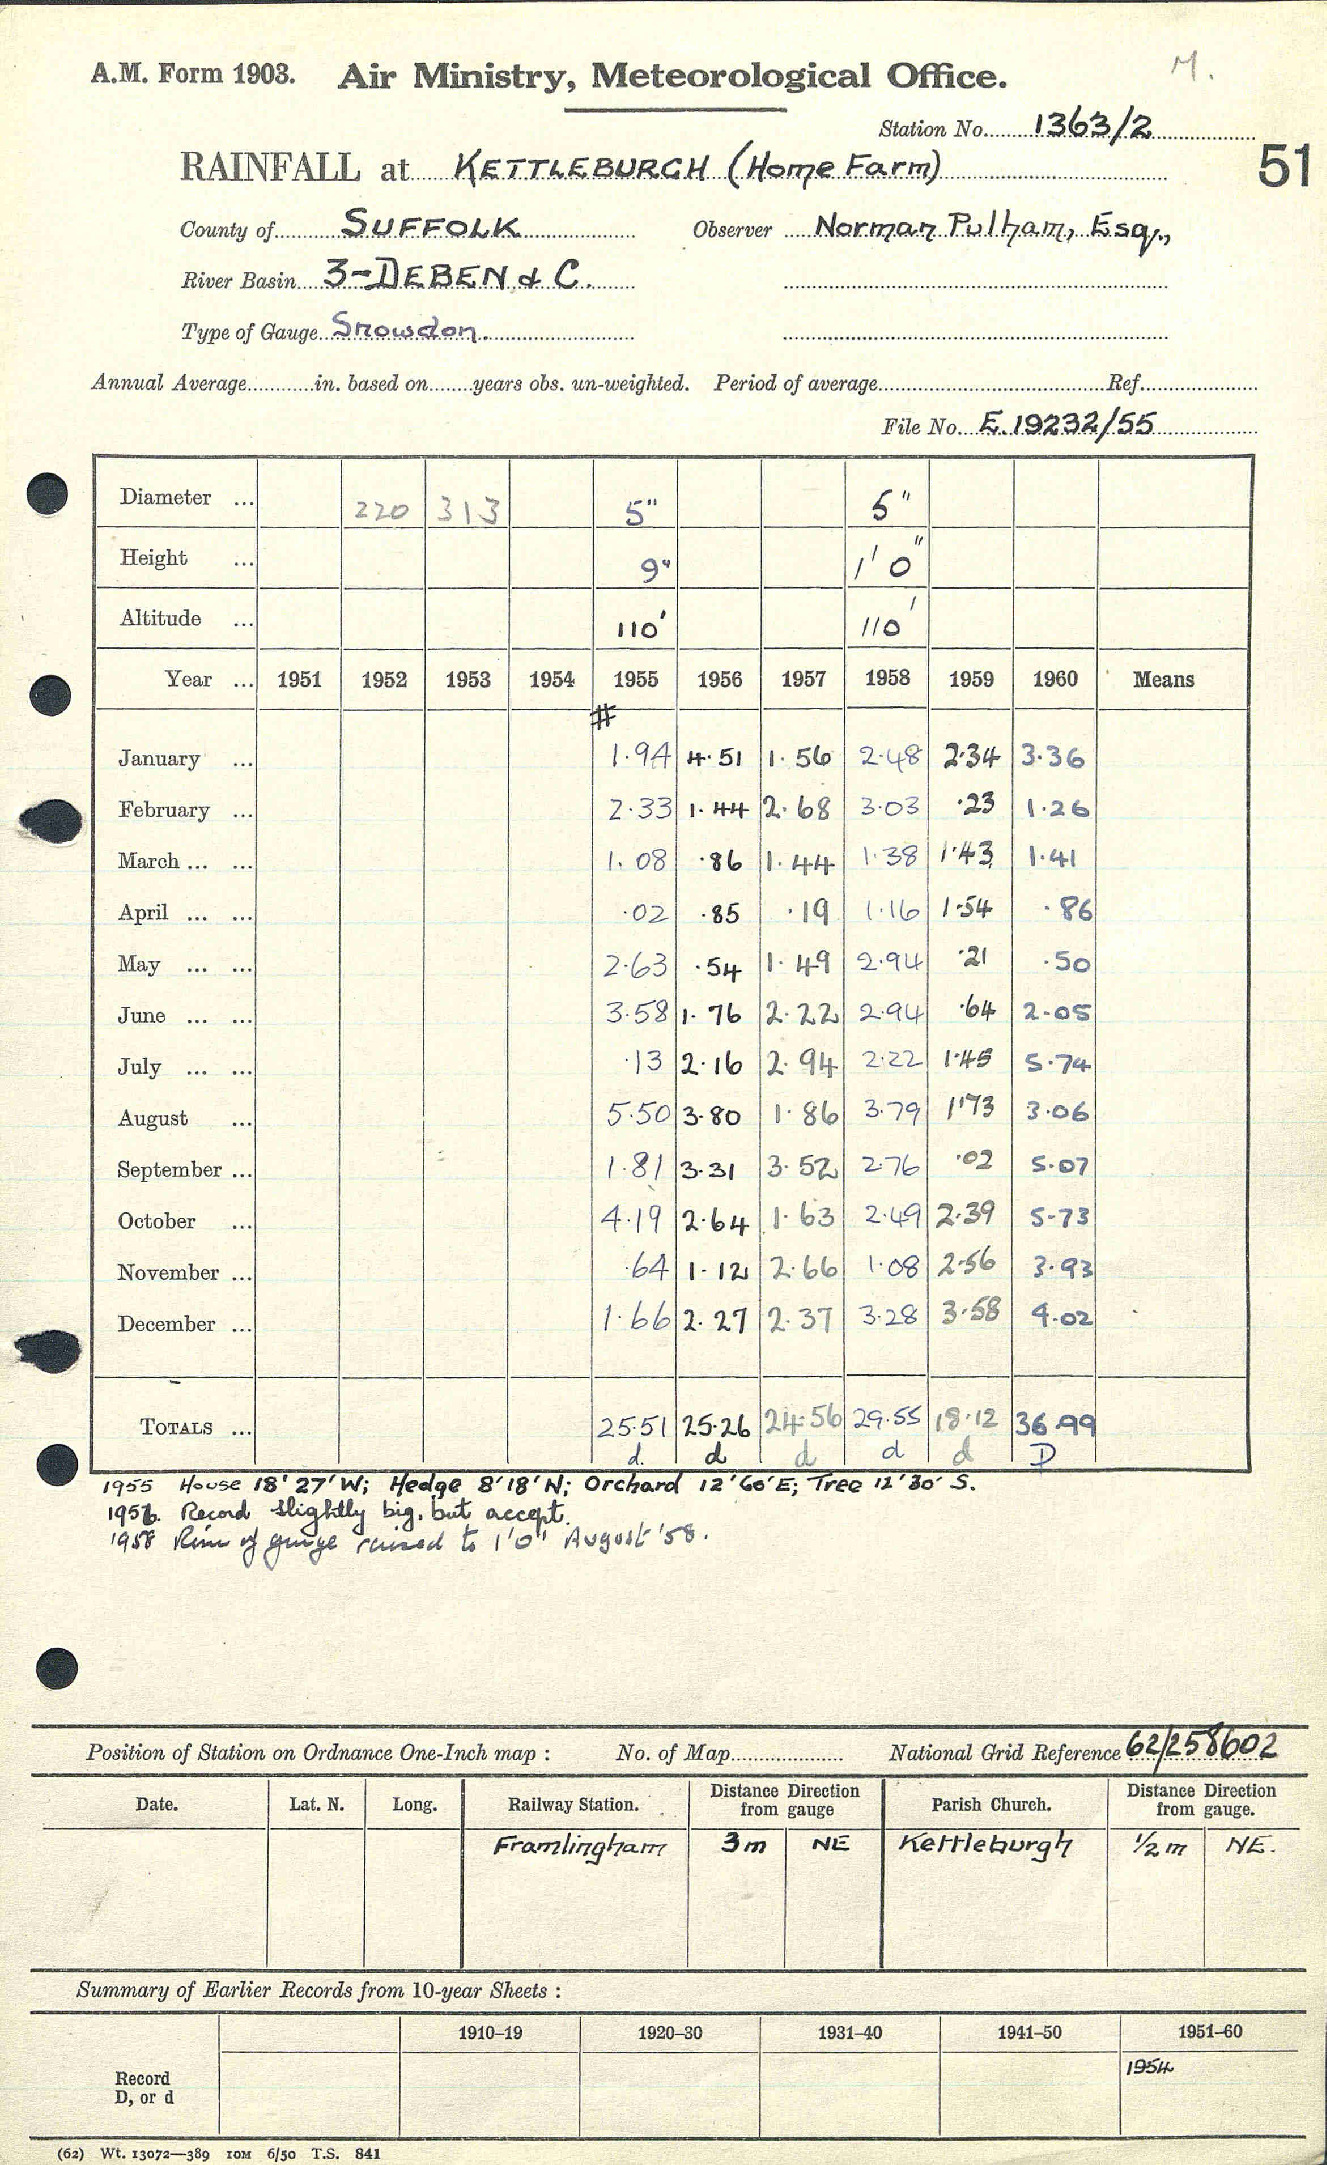 A.M. Form 1903. Air Ministry, Meteorological Office. M.
Station No. 1363/2
51
RAINFALL at KETTLEBURGH (Home Farm)
County of SUFFOLK Observer Norman Pulham, Esq.,
River Basin 3-DEBEN & C.
Type of Gauge Snowdon.
Annual Average in. based on years obs. un-weighted. Period of average Ref.
File No. E.19232/55
Diameter ... 220 313 5" 5"
Height ... 9" 1'0"
Altitude ... 110' 110'
Year ... 1951 1952 1953 1954 1955 1956 1957 1958 1959 1960 Means
#
January ... 1.94 4.51 1.56 2.48 2.34 3.36
February ... 2.33 1.44 2.68 3.03 .23 1.26
March ... ... 1.08 .86 1.44 1.38 1.43 1.41
April ... ... .02 .85 .19 1.16 1.54 .86
May ... ... 2.63 .54 1.49 2.94 .21 .50
June ... ... 3.58 1.76 2.22 2.94 .64 2.05
July ... ... .13 2.16 2.94 2.22 1.45 5.74
August ... 5.50 3.80 1.86 3.79 1.73 3.06
September ... 1.81 3.31 3.52 2.76 .02 5.07
October ... 4.19 2.64 1.63 2.49 2.39 5.73
November ... .64 1.12 2.66 1.08 2.56 3.93
December ... 1.66 2.27 2.37 3.28 3.58 4.02
TOTALS ... 25.51 25.26 24.56 29.55 18.12 36.99
d. d d d d D
1955 House 18' 27' W; Hedge 8' 18' N; Orchard 12' 60' E; Tree 12' 30' S.
1956. Record slightly big, but accept.
1958 Rim of gauge raised to 1'0" August '58.
Position of Station on Ordnance One-Inch map : No. of Map National Grid Reference 62/258602
Date. Lat. N. Long. Railway Station. Distance Direction from gauge Parish Church. Distance Direction from gauge.
Framlingham 3m NE Kettleburgh 1/2 m NE.
Summary of Earlier Records from 10-year Sheets :
1910–19 1920–30 1931–40 1941–50 1951–60
Record D, or d 1954
(62) Wt. 13072—389 10M 6/50 T.S. 841